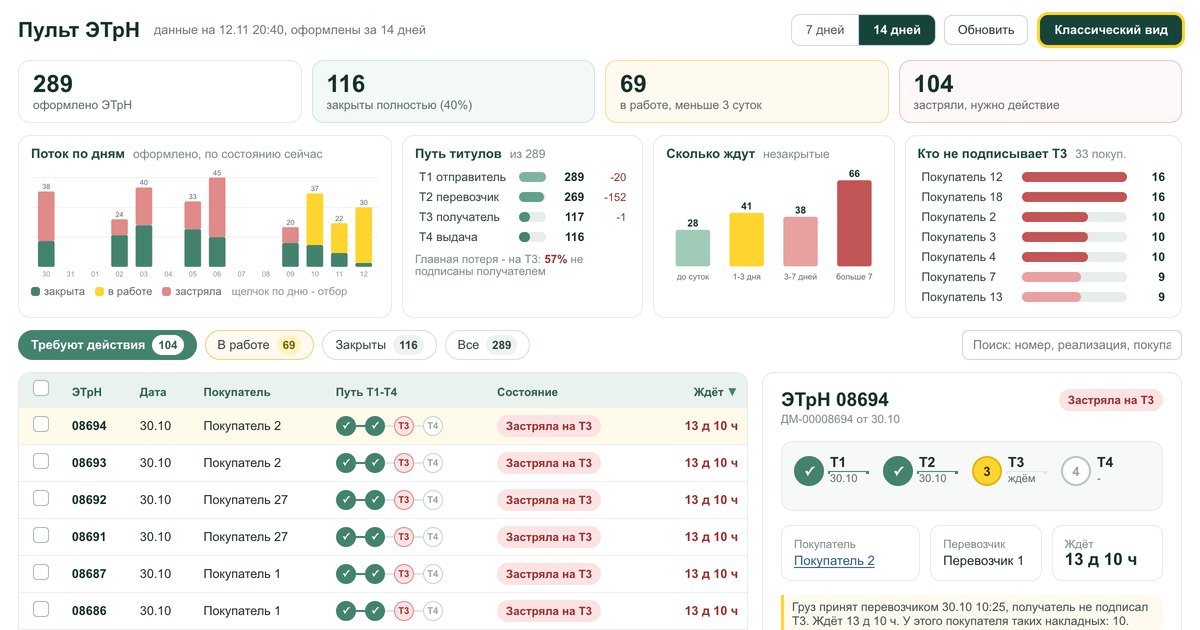 Пульт ЭТрН данные на 12.11 20:40, оформлены за 14 дней 7 дней 14 дней Обновить Классический вид
289 116 69 104
оформлено ЭТрН закрыты полностью (40%) в работе, меньше 3 суток застряли, нужно действие
Поток по дням оформлено, по состоянию сейчас
38 24 40 33 45 20 37 22 30
30 31 01 02 03 04 05 06 07 08 09 10 11 12
закрыта в работе застряла щелчок по дню - отбор
Путь титулов из 289
Т1 отправитель 289 -20
Т2 перевозчик 269 -152
Т3 получатель 117 -1
Т4 выдача 116
Главная потеря - на Т3: 57% не
подписаны получателем
Сколько ждут незакрытые
28 41 38 66
до суток 1-3 дня 3-7 дней больше 7
Кто не подписывает Т3 33 покуп.
Покупатель 12 16
Покупатель 18 16
Покупатель 2 10
Покупатель 3 10
Покупатель 4 10
Покупатель 7 9
Покупатель 13 9
Требуют действия 104 В работе 69 Закрыты 116 Все 289 Поиск: номер, реализация, покупа
ЭТрН Дата Покупатель Путь Т1-Т4 Состояние Ждёт ▼
08694 30.10 Покупатель 2 ✓ ✓ Т3 Т4 Застряла на Т3 13 д 10 ч
08693 30.10 Покупатель 2 ✓ ✓ Т3 Т4 Застряла на Т3 13 д 10 ч
08692 30.10 Покупатель 27 ✓ ✓ Т3 Т4 Застряла на Т3 13 д 10 ч
08691 30.10 Покупатель 27 ✓ ✓ Т3 Т4 Застряла на Т3 13 д 10 ч
08687 30.10 Покупатель 1 ✓ ✓ Т3 Т4 Застряла на Т3 13 д 10 ч
08686 30.10 Покупатель 1 ✓ ✓ Т3 Т4 Застряла на Т3 13 д 10 ч
ЭТрН 08694 Застряла на Т3
ДМ-00008694 от 30.10
✓ Т1 ✓ Т2 3 Т3 4 Т4
30.10 30.10 ждём -
Покупатель Перевозчик Ждёт
Покупатель 2 Перевозчик 1 13 д 10 ч
Груз принят перевозчиком 30.10 10:25, получатель не подписал
Т3. Ждёт 13 д 10 ч. У этого покупателя таких накладных: 10.